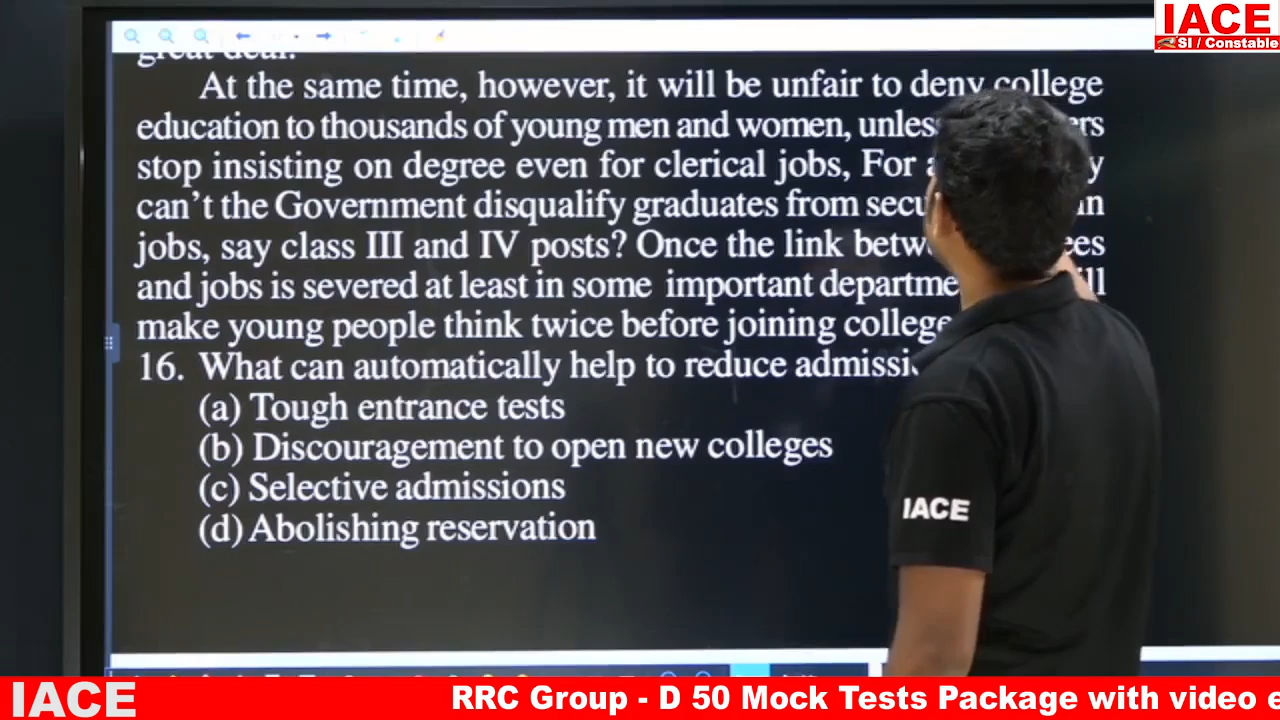 IACE
SI / Constable
great deal.
At the same time, however, it will be unfair to deny college
education to thousands of young men and women,
stop insisting on degree even for clerical jobs, For
can't the Government disqualify graduates from
jobs, say class III and IV posts? Once the link
and jobs is severed at least in some important
make young people think twice before joining college
16. What can automatically help to reduce
(a) Tough entrance tests
(b) Discouragement to open new colleges
(c) Selective admissions
(d) Abolishing reservation
IACE
IACE
RRC Group - D 50 Mock Tests Package with video